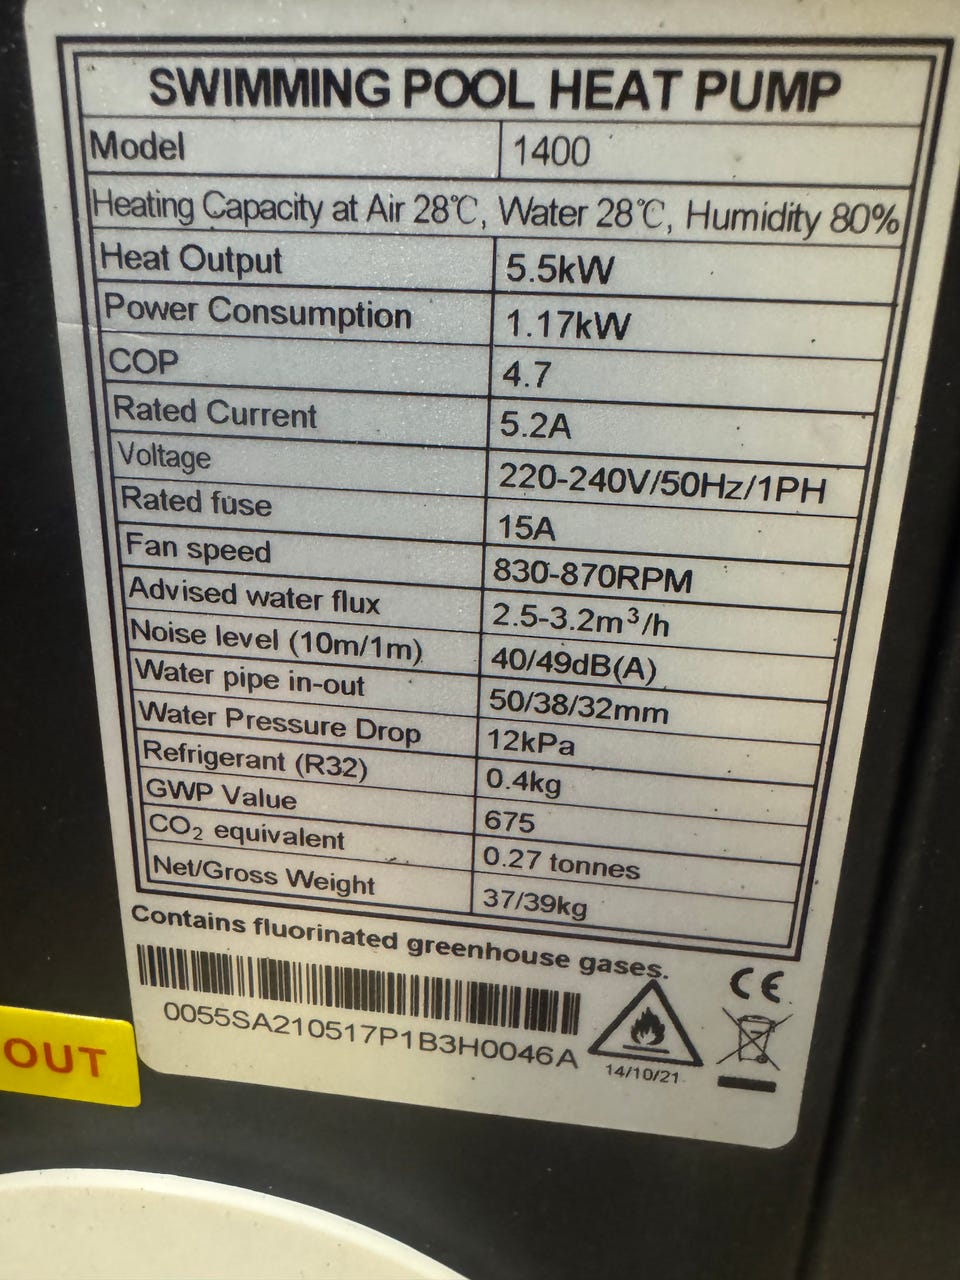 SWIMMING POOL HEAT PUMP
Model 1400
Heating Capacity at Air 28℃, Water 28℃, Humidity 80%
Heat Output 5.5kW
Power Consumption 1.17kW
COP 4.7
Rated Current 5.2A
Voltage 220-240V/50Hz/1PH
Rated fuse 15A
Fan speed 830-870RPM
Advised water flux 2.5-3.2m³/h
Noise level (10m/1m) 40/49dB(A)
Water pipe in-out 50/38/32mm
Water Pressure Drop 12kPa
Refrigerant (R32) 0.4kg
GWP Value 675
CO₂ equivalent 0.27 tonnes
Net/Gross Weight 37/39kg
Contains fluorinated greenhouse gases.
CE
0055SA210517P1B3H0046A
14/10/21
OUT